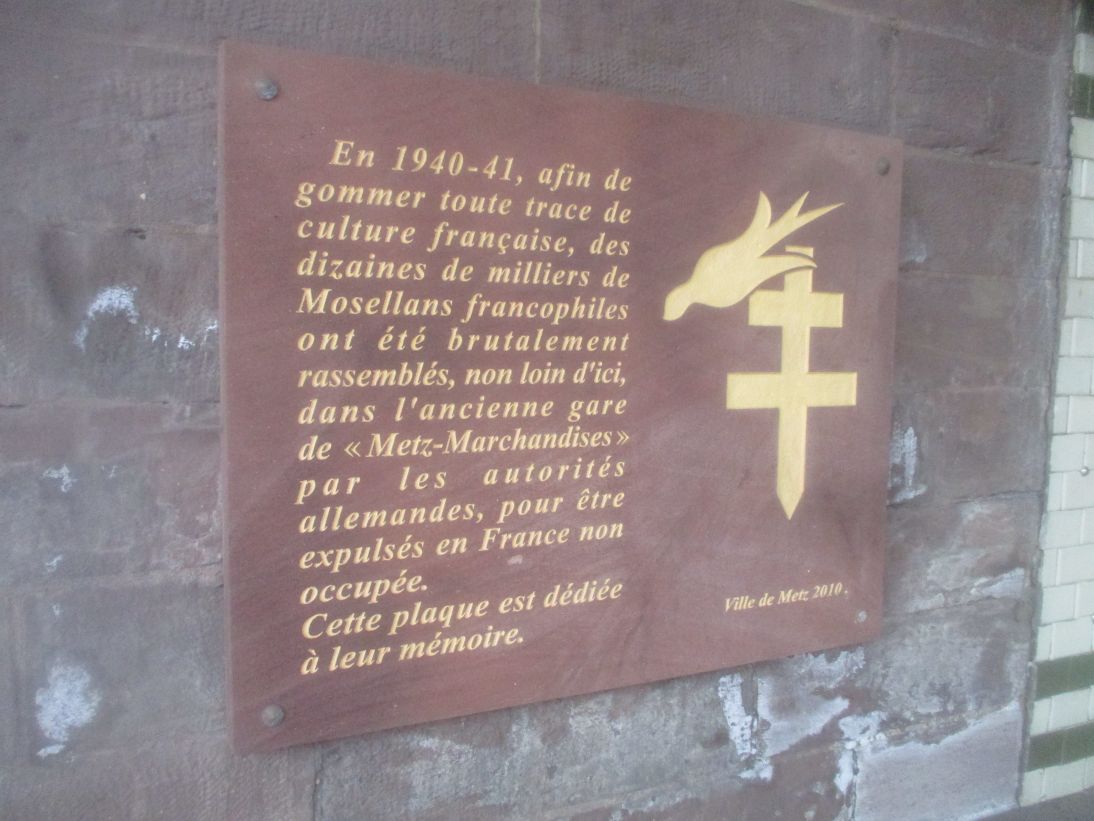 En 1940-41, afin de
gommer toute trace de
culture française, des
dizaines de milliers de
Mosellans francophiles
ont été brutalement
rassemblés, non loin d'ici,
dans l'ancienne gare
de «Metz-Marchandises»
par les autorités
allemandes, pour être
expulsés en France non
occupée.
Cette plaque est dédiée
à leur mémoire.
Ville de Metz 2010.